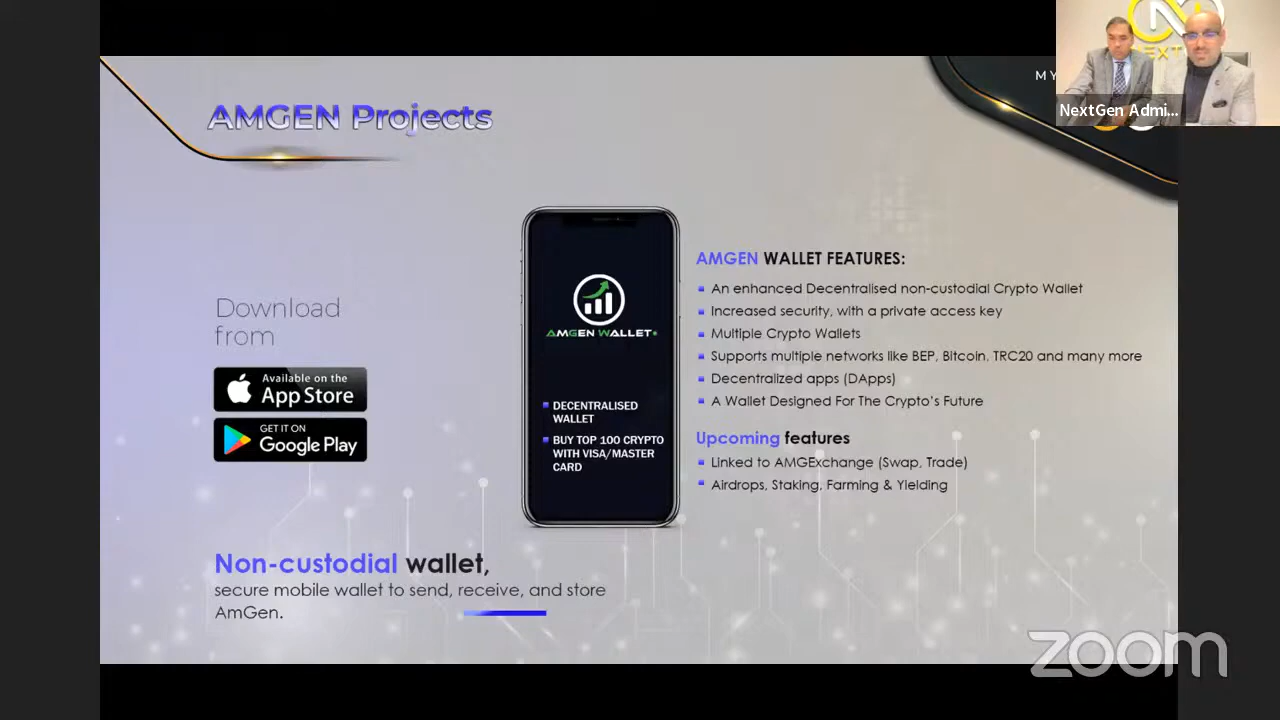 AMGEN Projects
MY
NEXT
NextGen Admi...
Download
from
Available on the
App Store
GET IT ON
Google Play
AMGEN WALLET
DECENTRALISED
WALLET
BUY TOP 100 CRYPTO
WITH VISA/MASTER
CARD
AMGEN WALLET FEATURES:
An enhanced Decentralised non-custodial Crypto Wallet
Increased security, with a private access key
Multiple Crypto Wallets
Supports multiple networks like BEP, Bitcoin, TRC20 and many more
Decentralized apps (DApps)
A Wallet Designed For The Crypto's Future
Upcoming features
Linked to AMGExchange (Swap, Trade)
Airdrops, Staking, Farming & Yielding
Non-custodial wallet,
secure mobile wallet to send, receive, and store
AmGen.
zoom